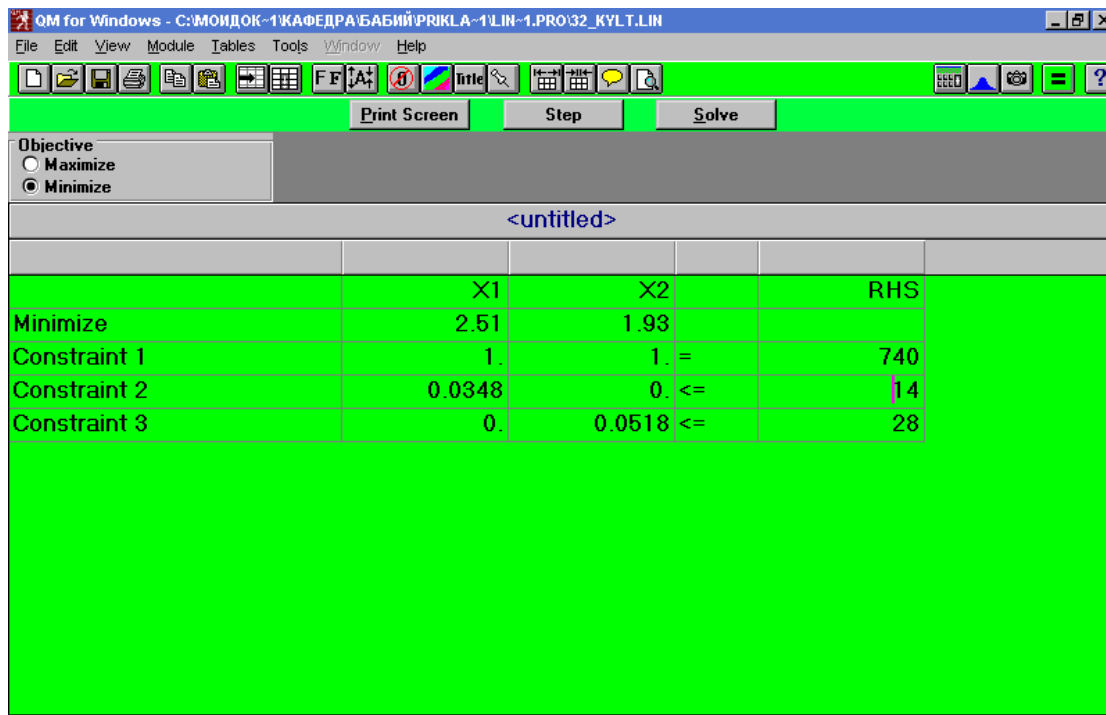 QM for Windows - C:\МОИДОК~1\КАФЕДРА\БАБИЙ\PRIKLA~1\LIN~1.PRO\32_KYLT.LIN
File Edit View Module Tables Tools Window Help
Title
Print Screen Step Solve
Objective
Maximize
Minimize
<untitled>
X1 X2 RHS
Minimize 2.51 1.93
Constraint 1 1. 1. = 740
Constraint 2 0.0348 0. <= 14
Constraint 3 0. 0.0518 <= 28